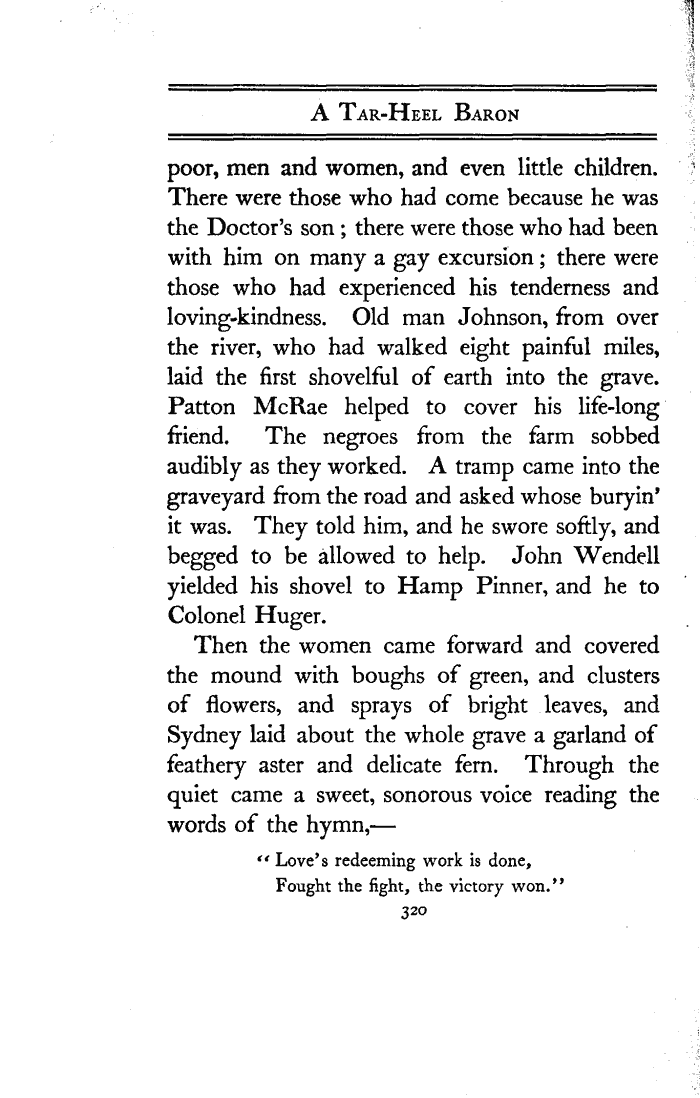 A Tar-Heel Baron
poor, men and women, and even little children.
There were those who had come because he was
the Doctor's son ; there were those who had been
with him on many a gay excursion ; there were
those who had experienced his tenderness and
loving-kindness. Old man Johnson, from over
the river, who had walked eight painful miles,
laid the first shovelful of earth into the grave.
Patton McRae helped to cover his life-long
friend. The negroes from the farm sobbed
audibly as they worked. A tramp came into the
graveyard from the road and asked whose buryin'
it was. They told him, and he swore softly, and
begged to be allowed to help. John Wendell
yielded his shovel to Hamp Pinner, and he to
Colonel Huger.
Then the women came forward and covered
the mound with boughs of green, and clusters
of flowers, and sprays of bright leaves, and
Sydney laid about the whole grave a garland of
feathery aster and delicate fern. Through the
quiet came a sweet, sonorous voice reading the
words of the hymn,—
“ Love's redeeming work is done,
Fought the fight, the victory won.”
320